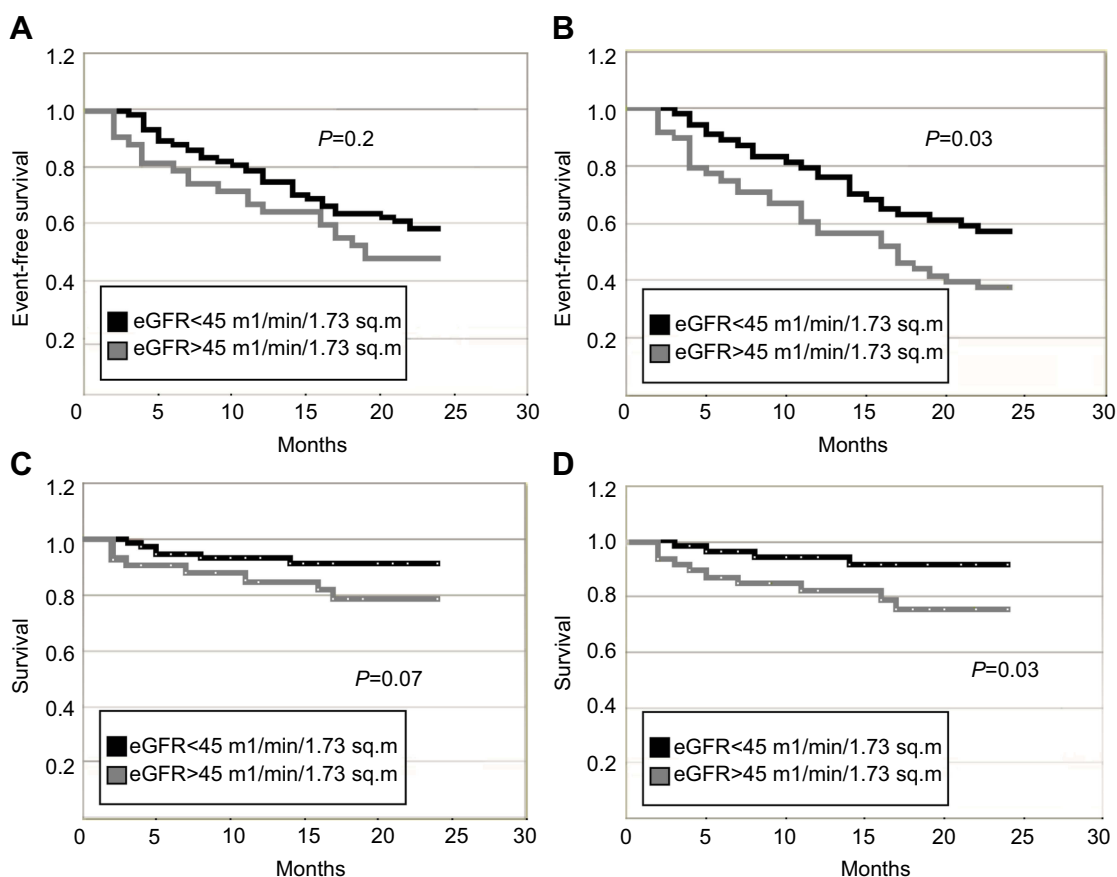 A
Event-free survival
1.2
1.0
0.8
0.6
0.4
0.2
P=0.2
eGFR<45 m1/min/1.73 sq.m
eGFR>45 m1/min/1.73 sq.m
0 5 10 15 20 25 30
Months
B
Event-free survival
1.2
1.0
0.8
0.6
0.4
0.2
P=0.03
eGFR<45 m1/min/1.73 sq.m
eGFR>45 m1/min/1.73 sq.m
0 5 10 15 20 25 30
Months
C
Survival
1.2
1.0
0.8
0.6
0.4
0.2
P=0.07
eGFR<45 m1/min/1.73 sq.m
eGFR>45 m1/min/1.73 sq.m
0 5 10 15 20 25 30
Months
D
Survival
1.2
1.0
0.8
0.6
0.4
0.2
P=0.03
eGFR<45 m1/min/1.73 sq.m
eGFR>45 m1/min/1.73 sq.m
0 5 10 15 20 25 30
Months